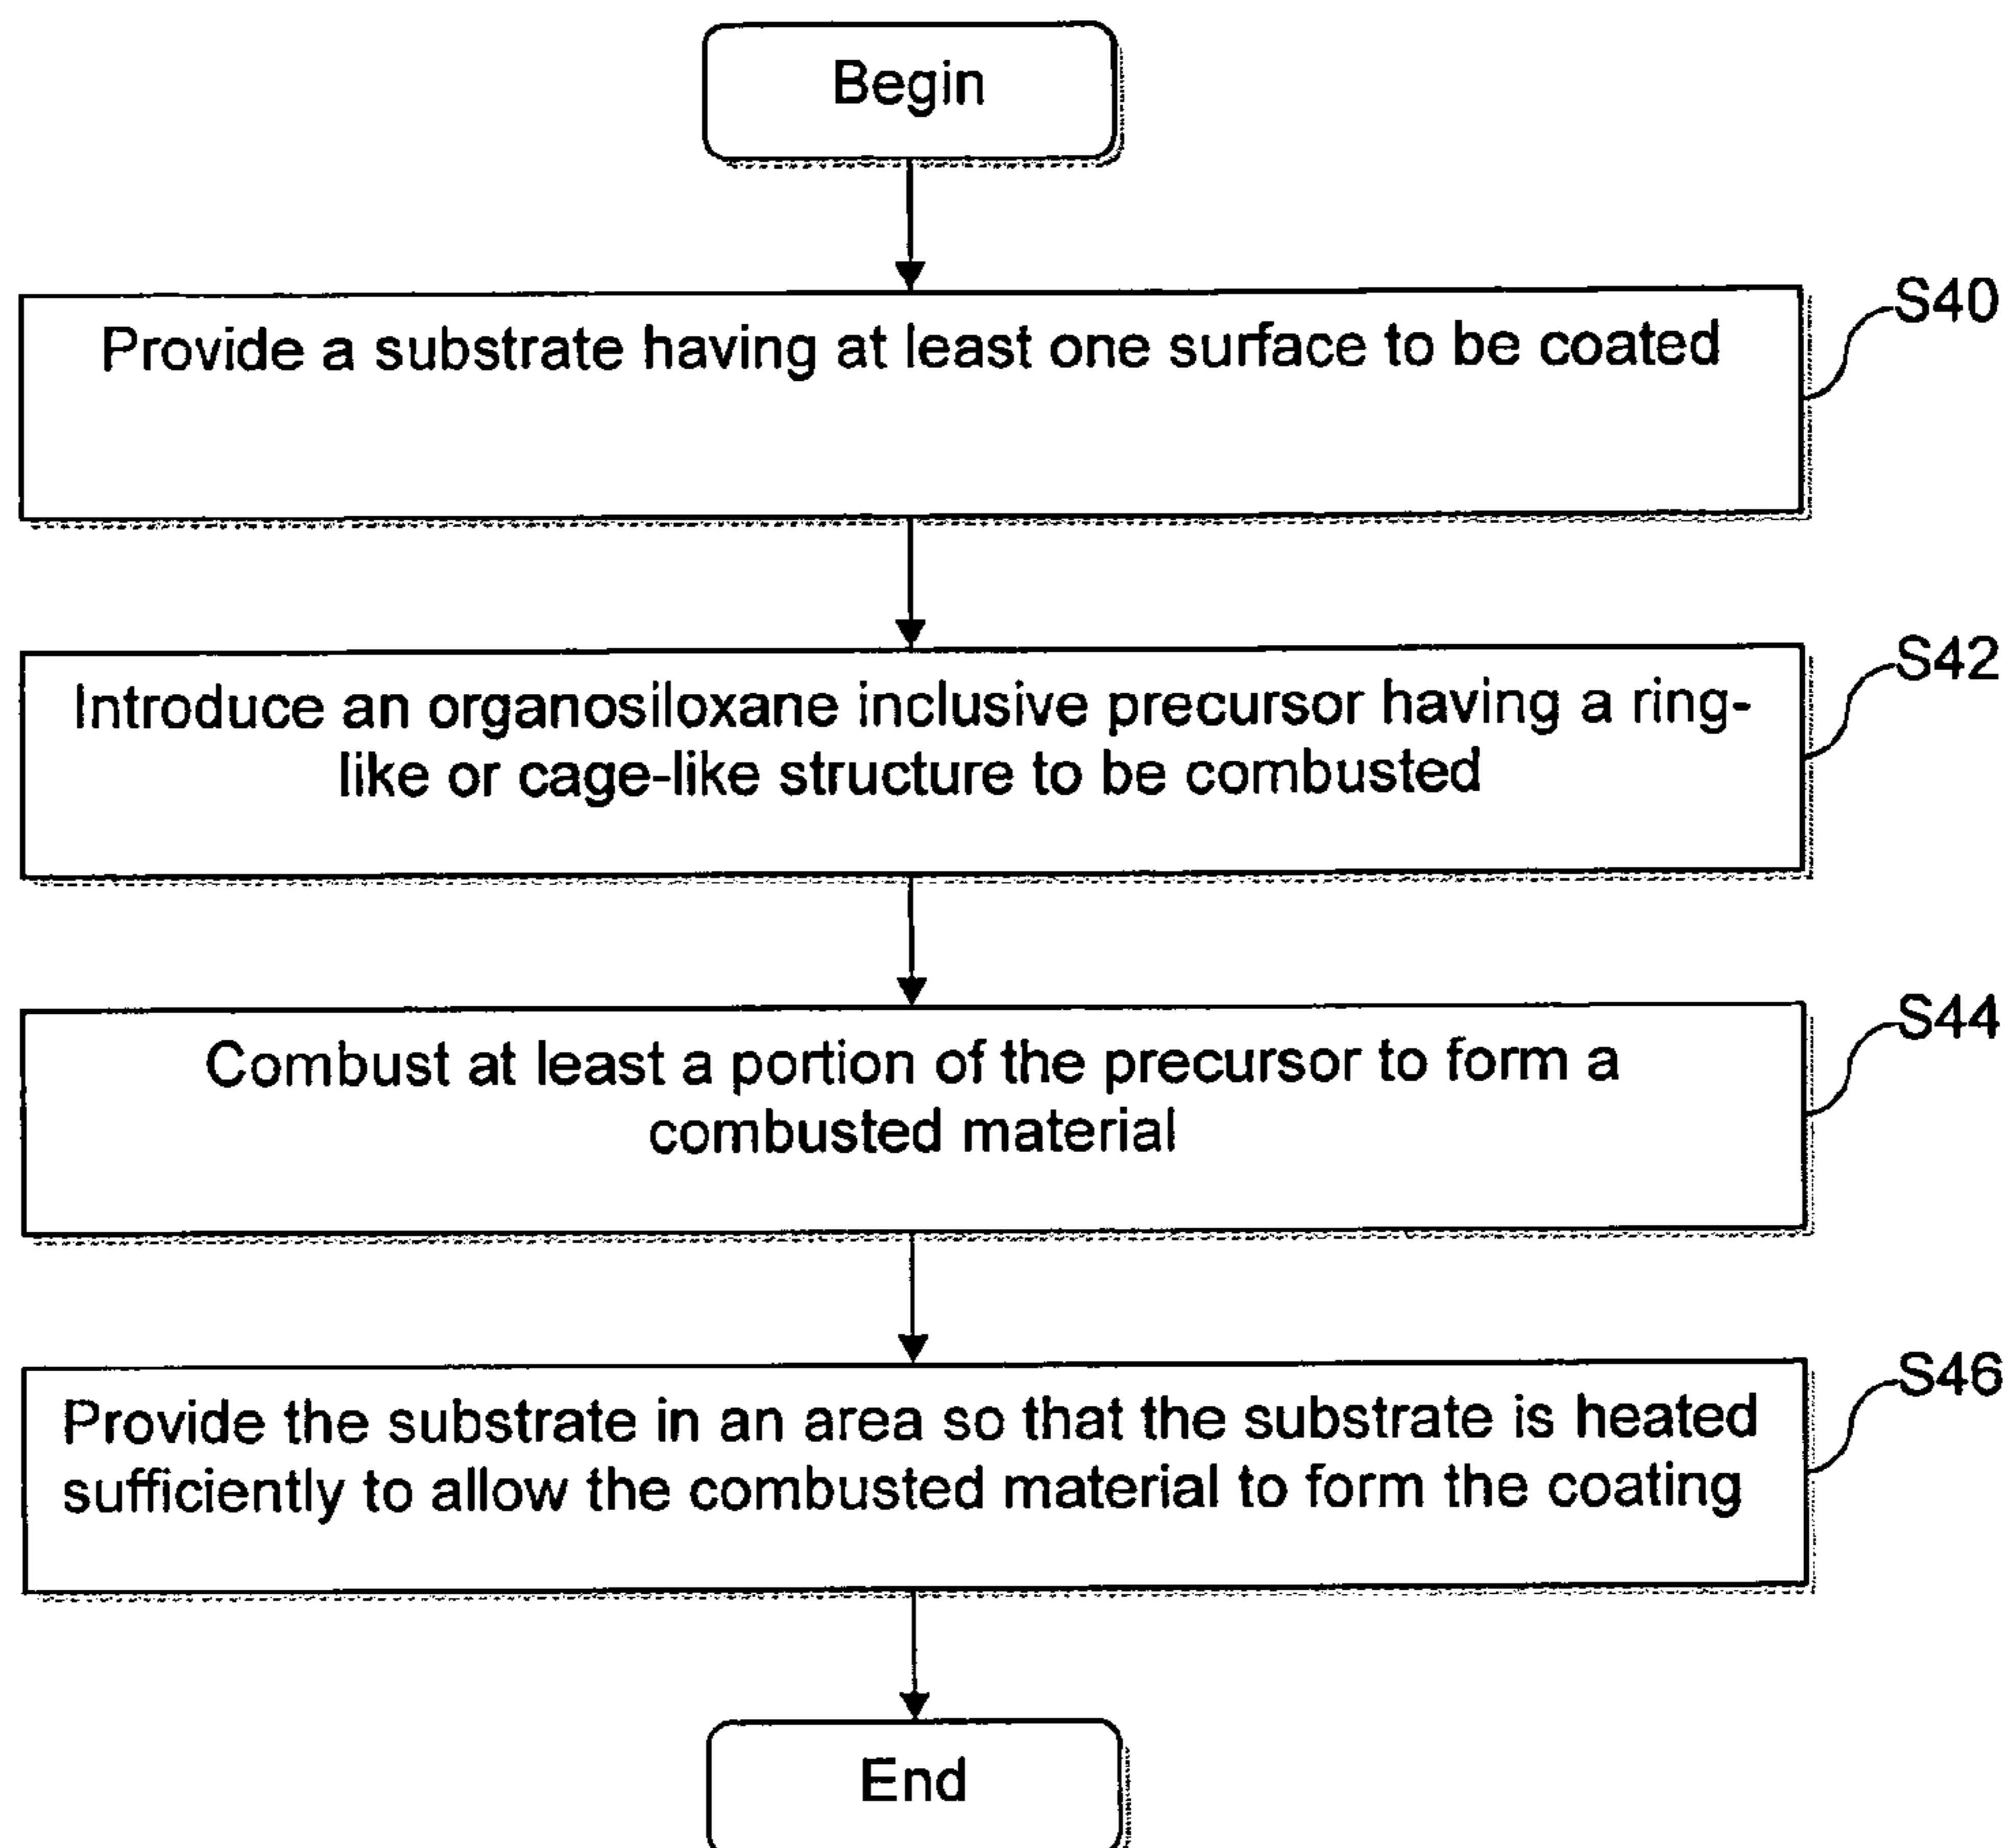 Begin
S40
Provide a substrate having at least one surface to be coated
S42
Introduce an organosiloxane inclusive precursor having a ring-
like or cage-like structure to be combusted
S44
Combust at least a portion of the precursor to form a
combusted material
S46
Provide the substrate in an area so that the substrate is heated
sufficiently to allow the combusted material to form the coating
End